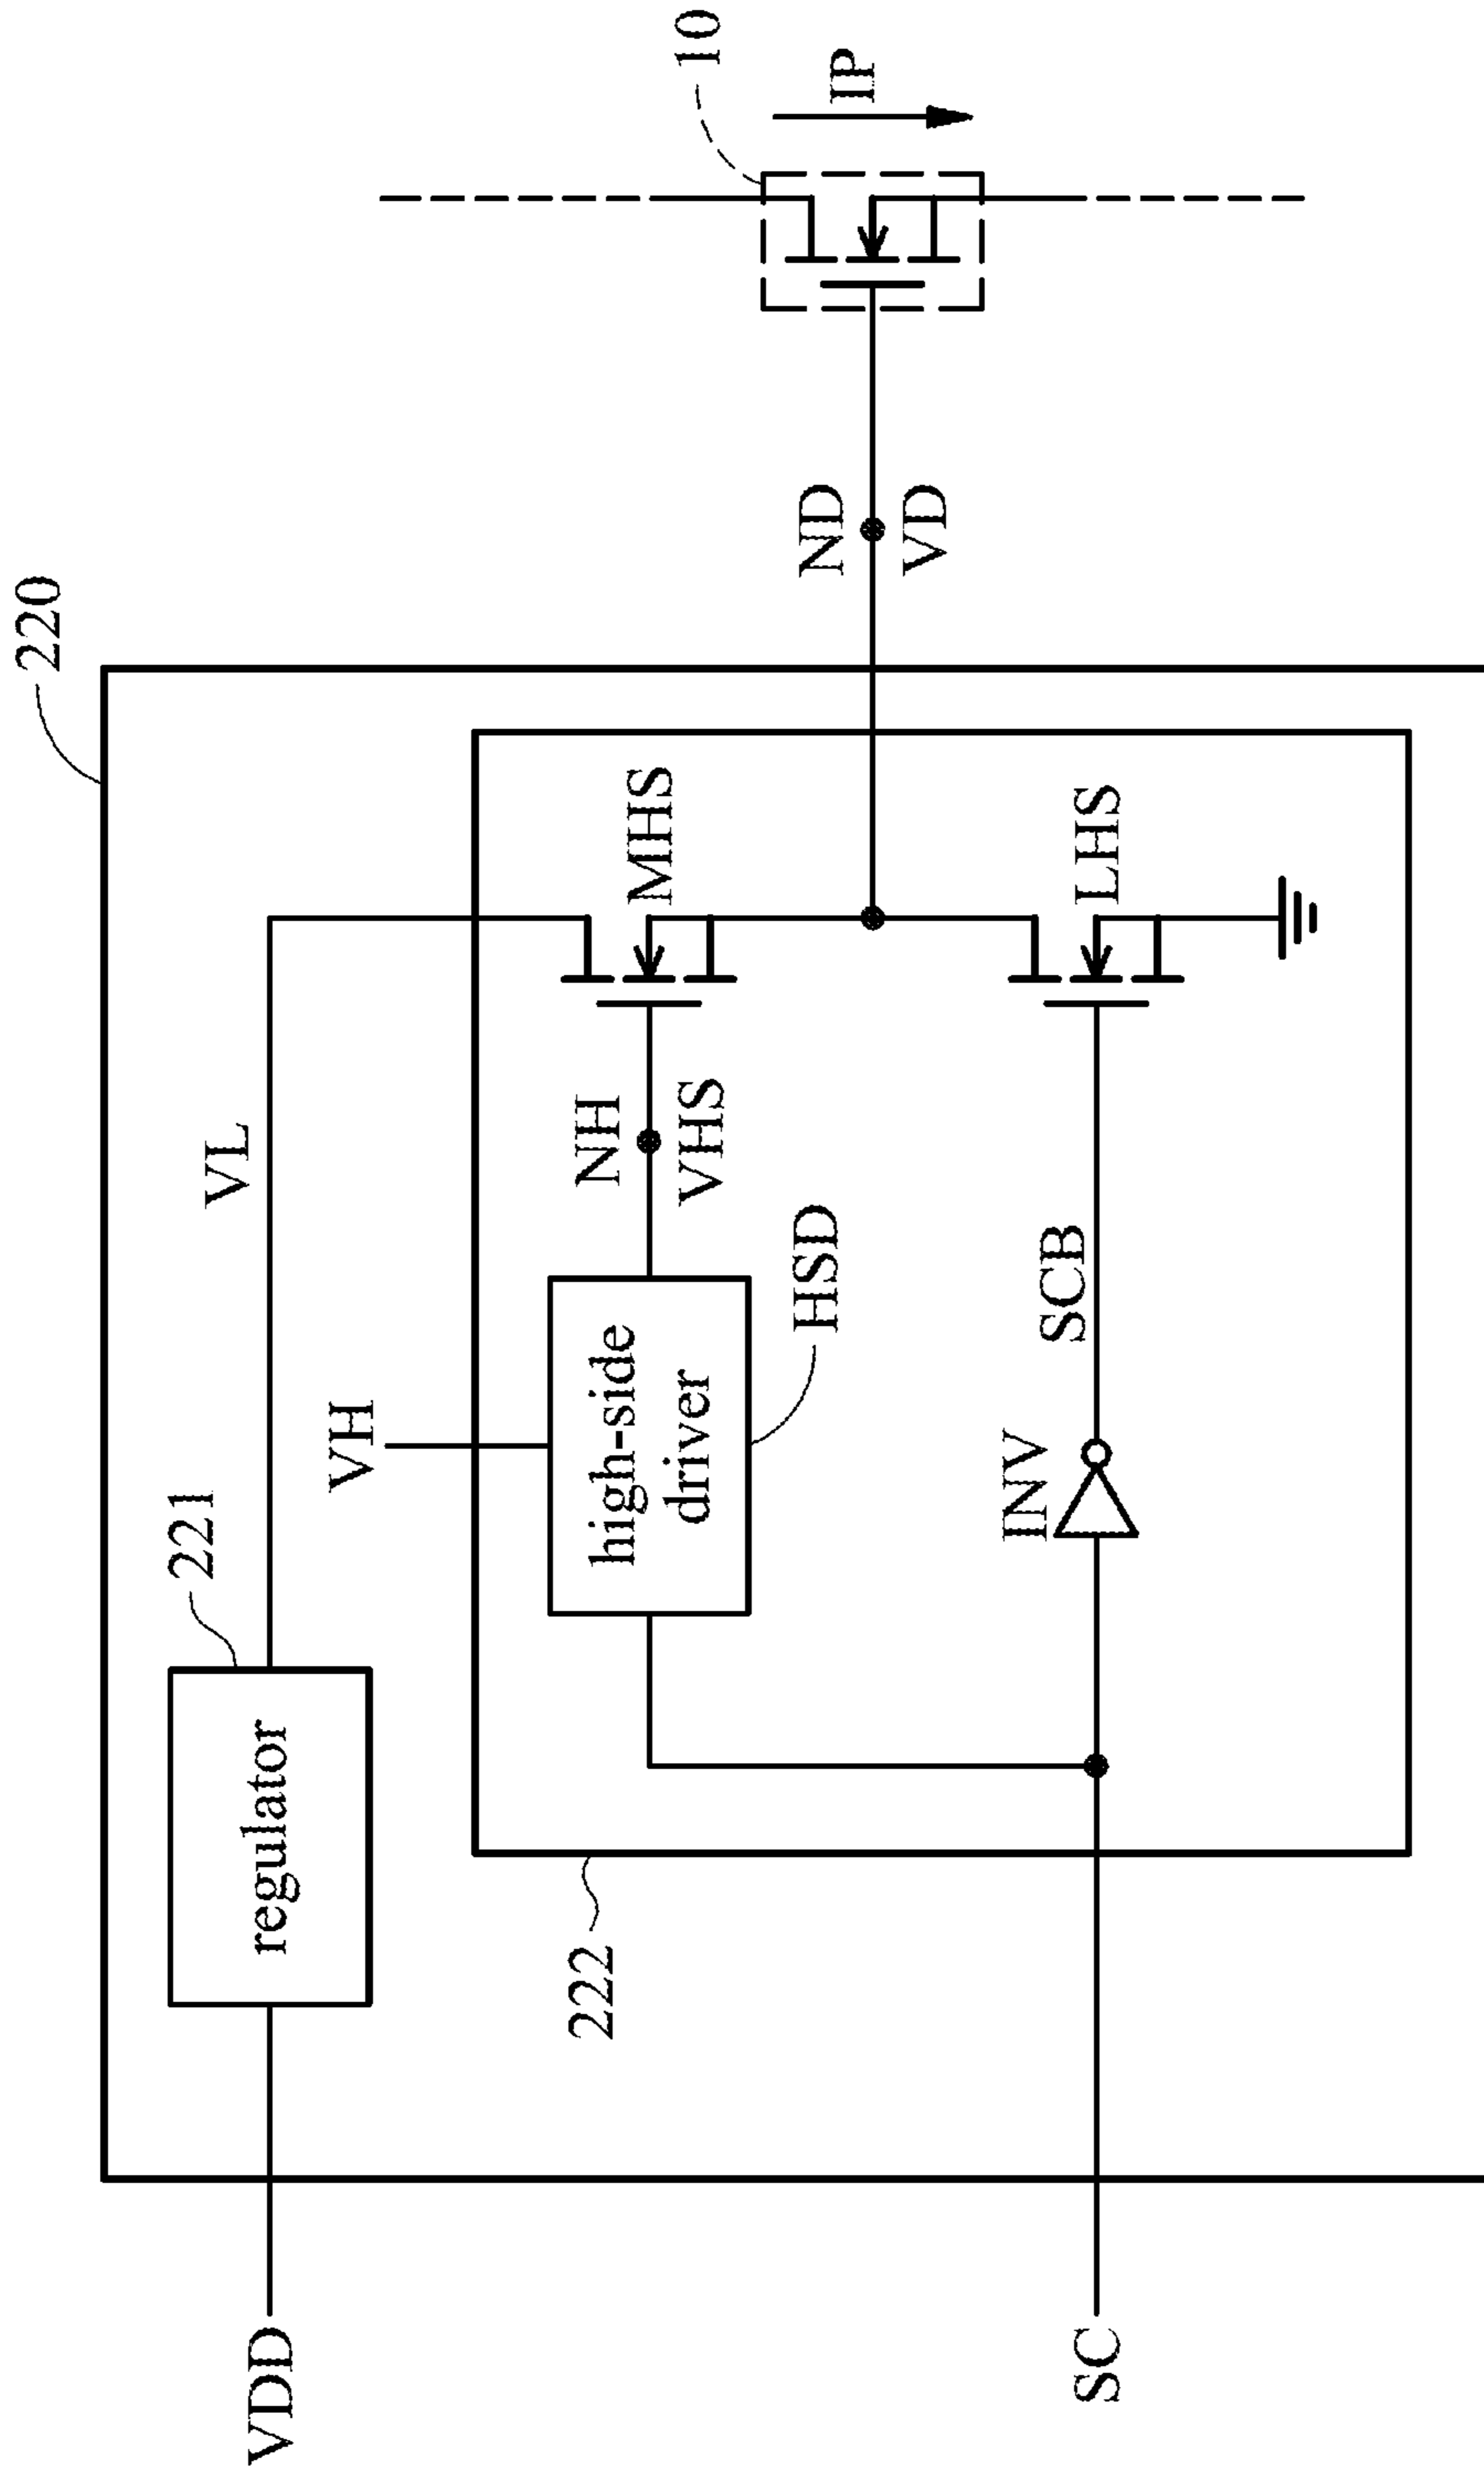 220
VDD
regulator
221
VL
10
IP
VH
222
high-side
driver
HSD
NH
VHS
MHS
ND
VD
SC
INV
SCB
LHS